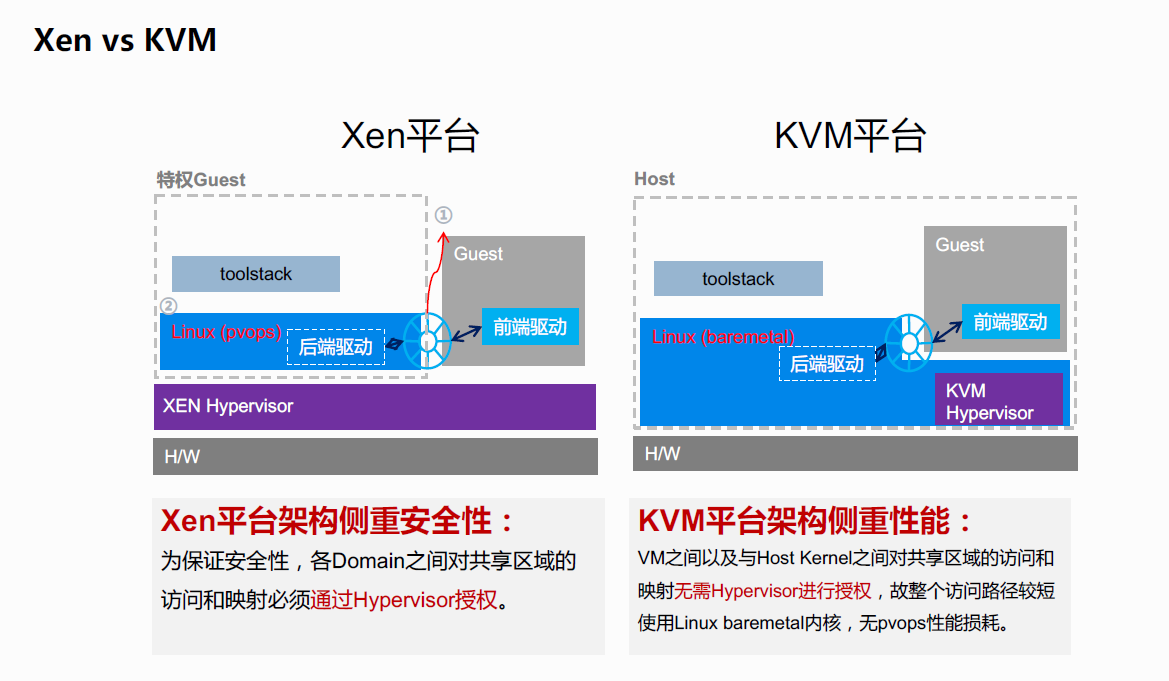 Xen vs KVM
Xen平台
特权Guest
①
Guest
toolstack
②
Linux (pvops)
后端驱动
前端驱动
XEN Hypervisor
H/W
Xen平台架构侧重安全性：
为保证安全性，各Domain之间对共享区域的
访问和映射必须通过Hypervisor授权。
KVM平台
Host
Guest
toolstack
Linux (baremetal)
后端驱动
前端驱动
KVM
Hypervisor
H/W
KVM平台架构侧重性能：
VM之间以及与Host Kernel之间对共享区域的访问和
映射无需Hypervisor进行授权，故整个访问路径较短
使用Linux baremetal内核，无pvops性能损耗。